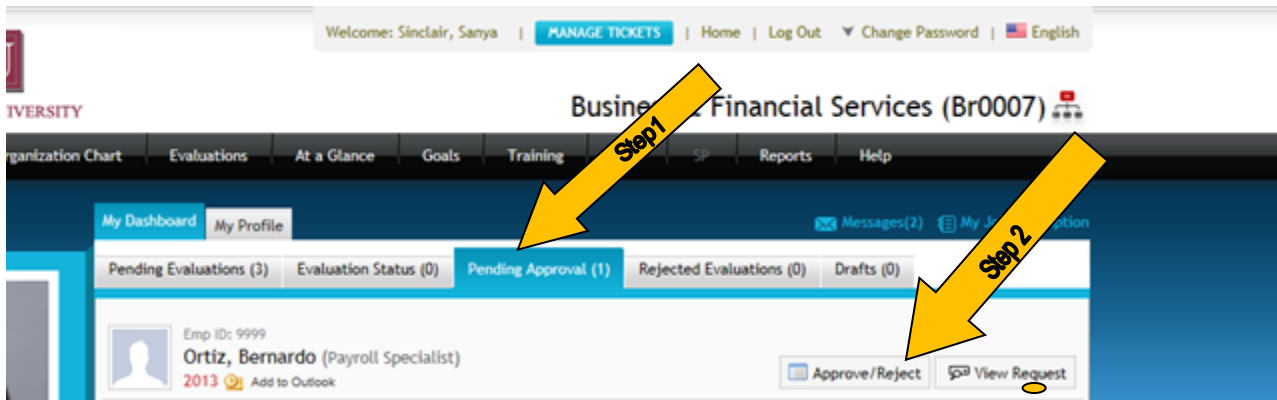 Welcome: Sinclair, Sanya | MANAGE TICKETS | Home | Log Out Change Password | English
Financial Services (Br0007)
Chart Evaluations At a Glance Goals Training SP Reports Help
Step1
My Dashboard My Profile Messages(2) My
Step 2
Pending Evaluations (3) Evaluation Status (0) Pending Approval (1) Rejected Evaluations (0) Drafts (0)
Emp ID: 9999
Ortiz, Bernardo (Payroll Specialist)
2013 Add to Outlook
Approve/Reject View Request